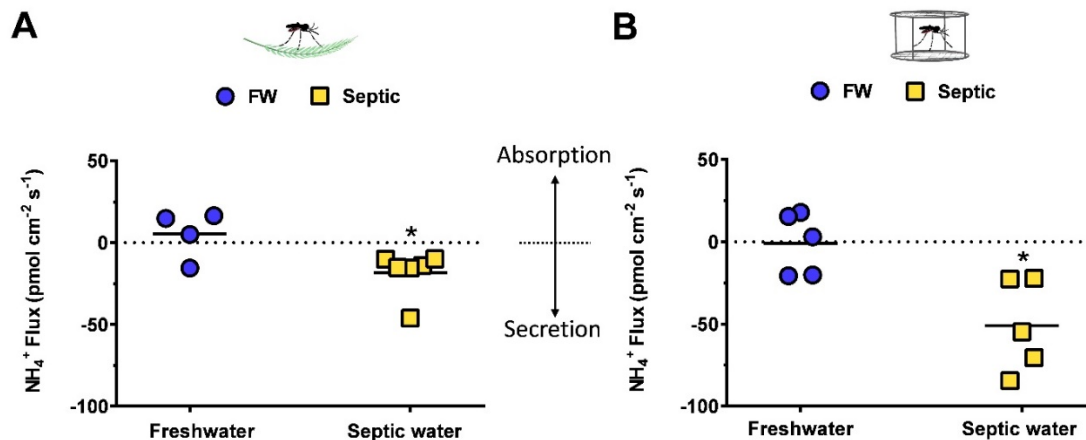 A
FW Septic
NH₄⁺ Flux (pmol cm⁻² s⁻¹)
50
0
-50
-100
*
Freshwater Septic water
Absorption
Secretion
B
FW Septic
NH₄⁺ Flux (pmol cm⁻² s⁻¹)
50
0
-50
-100
*
Freshwater Septic water